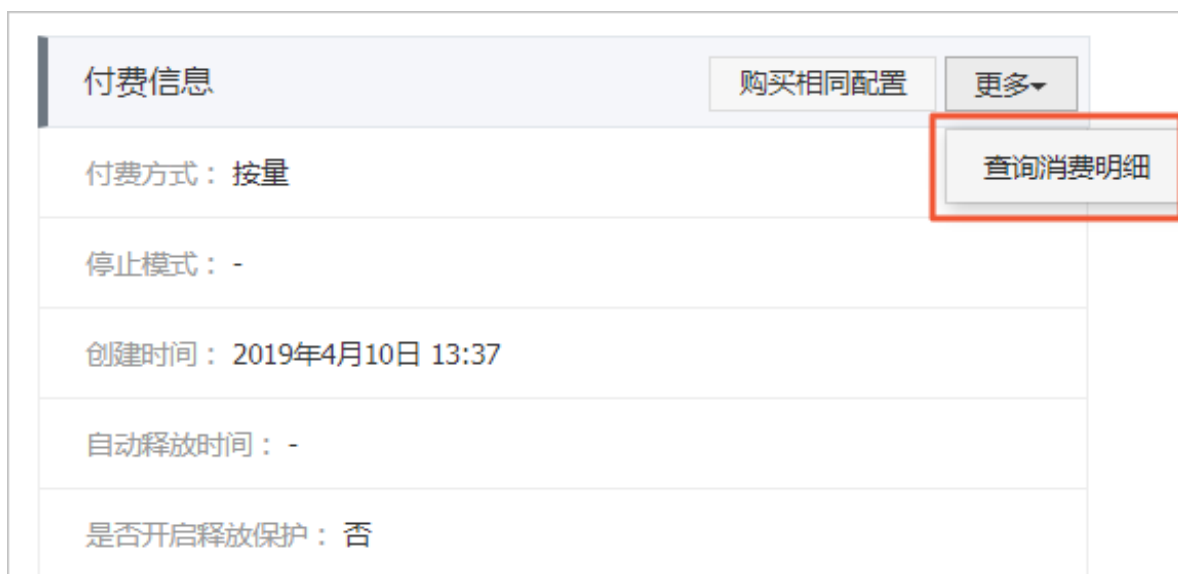 付费信息
购买相同配置
更多
查询消费明细
付费方式：按量
停止模式：-
创建时间：2019年4月10日 13:37
自动释放时间：-
是否开启释放保护：否